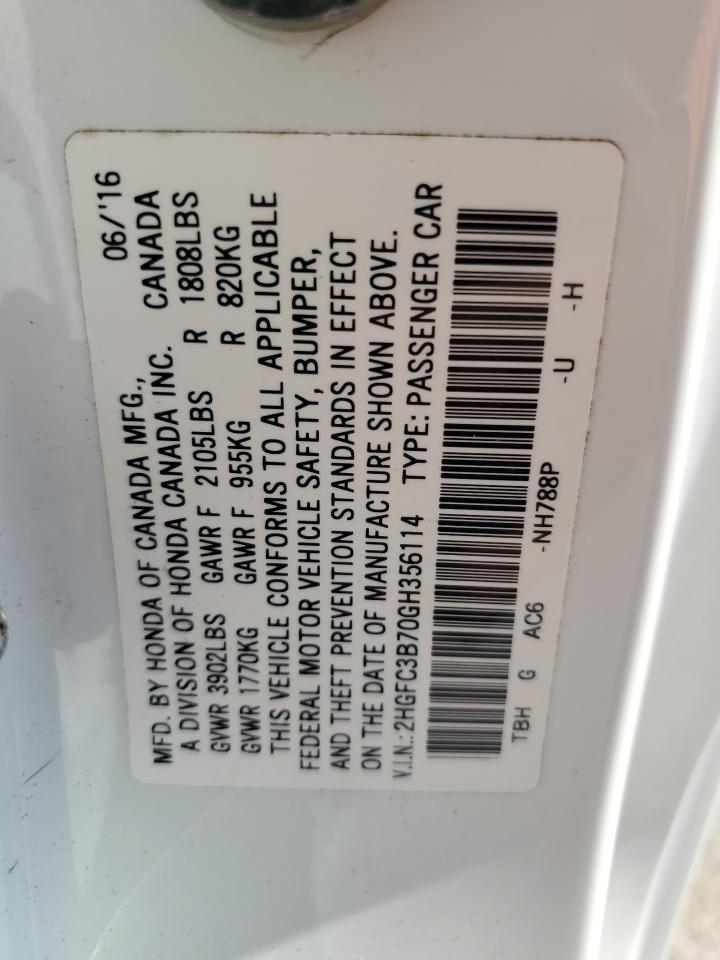 MFD. BY HONDA OF CANADA MFG., 06/'16
A DIVISION OF HONDA CANADA INC. CANADA
GVWR 3902LBS GAWR F 2105LBS R 1808LBS
GVWR 1770KG GAWR F 955KG R 820KG
THIS VEHICLE CONFORMS TO ALL APPLICABLE
FEDERAL MOTOR VEHICLE SAFETY, BUMPER,
AND THEFT PREVENTION STANDARDS IN EFFECT
ON THE DATE OF MANUFACTURE SHOWN ABOVE.
V.I.N.: 2HGFC3B70GH356114 TYPE: PASSENGER CAR
TBH G AC6 -NH788P -U -H